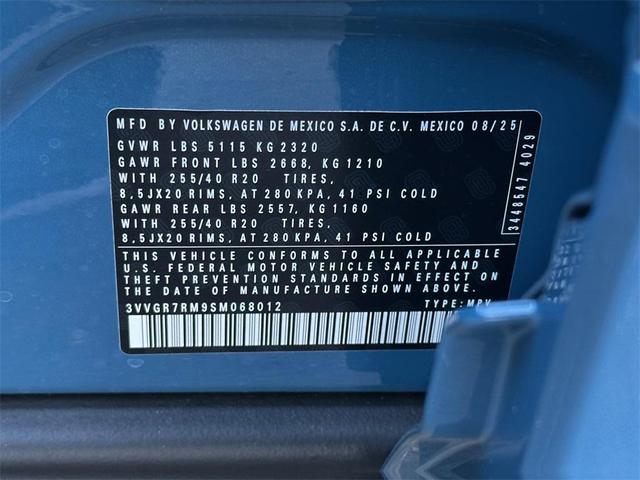 MFD BY VOLKSWAGEN DE MEXICO S.A. DE C.V. MEXICO 08/25
GVWR LBS 5115 KG 2320
GAWR FRONT LBS 2668, KG 1210
WITH 255/40 R20 TIRES,
8,5JX20 RIMS, AT 280 KPA, 41 PSI COLD
GAWR REAR LBS 2557, KG 1160
WITH 255/40 R20 TIRES,
8,5JX20 RIMS, AT 280 KPA, 41 PSI COLD
THIS VEHICLE CONFORMS TO ALL APPLICABLE
U.S. FEDERAL MOTOR VEHICLE SAFETY AND
THEFT PREVENTION STANDARDS IN EFFECT ON
THE DATE OF MANUFACTURE SHOWN ABOVE.
3VVGR7RM9SM068012 TYPE: MPV
3448547 4029